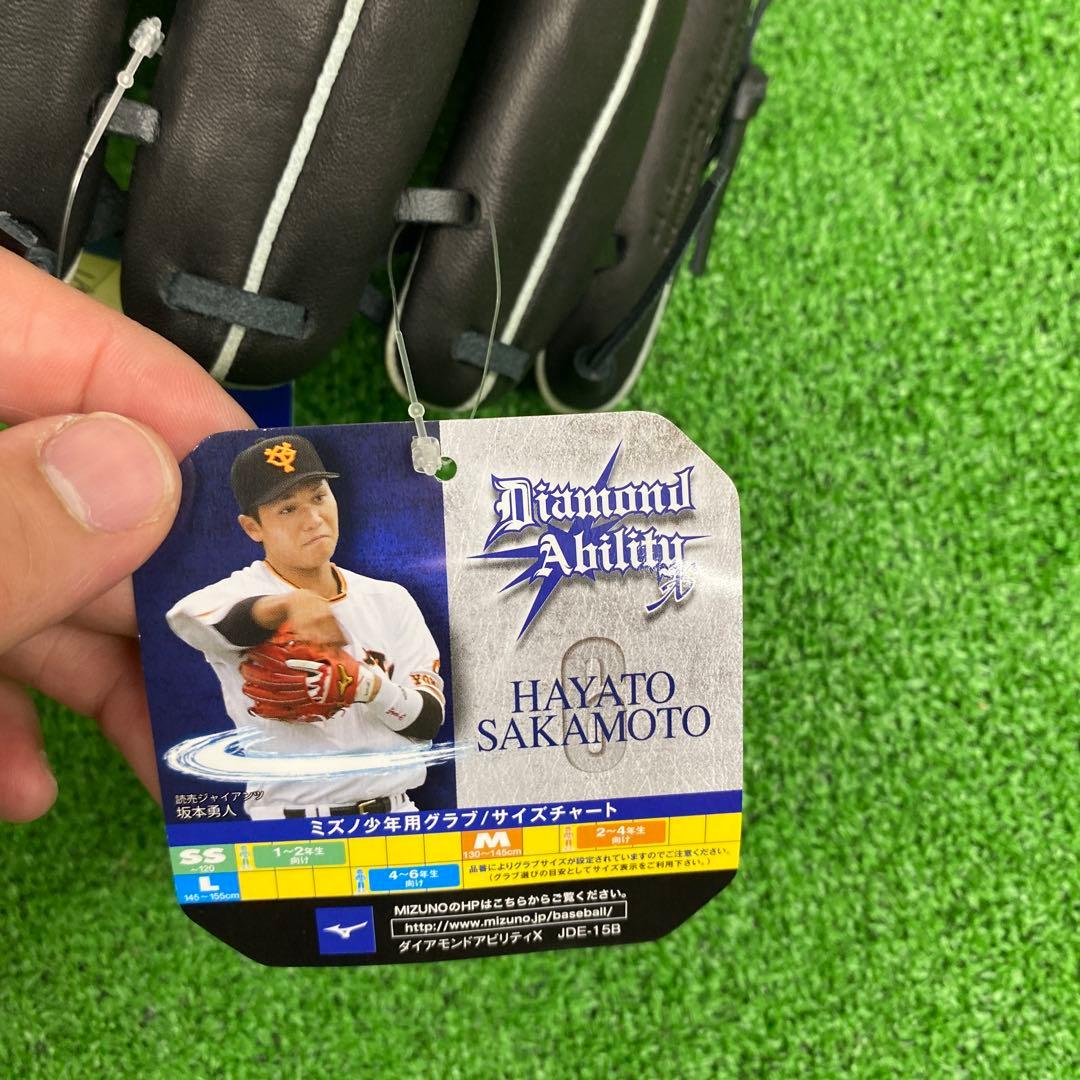 Diamond
Ability
X
3
HAYATO
SAKAMOTO
読売ジャイアンツ
坂本勇人
ミズノ少年用グラブ/サイズチャート
SS
~120
1~2年生
向け
M
130~145cm
2~4年生
向け
L
145~155cm
4~6年生
向け
品番によりグラブサイズが設定されていますのでご注意ください。
(グラブ選びの目安としてサイズ表示をご利用下さい。)
MIZUNOのHPはこちらからご覧ください。
http://www.mizuno.jp/baseball/
ダイアモンドアビリティX JDE-15B